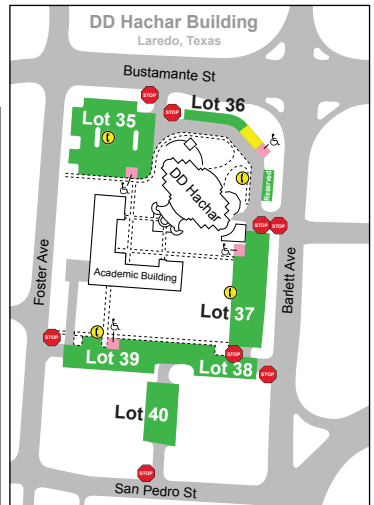 DD Hachar Building
Laredo, Texas
Bustamante St
STOP
STOP
Lot 36
Lot 35
Reserved
DD Hachar
STOP
STOP
Foster Ave
Barlett Ave
Academic Building
Lot 37
STOP
STOP
Lot 39
Lot 38
STOP
Lot 40
STOP
San Pedro St